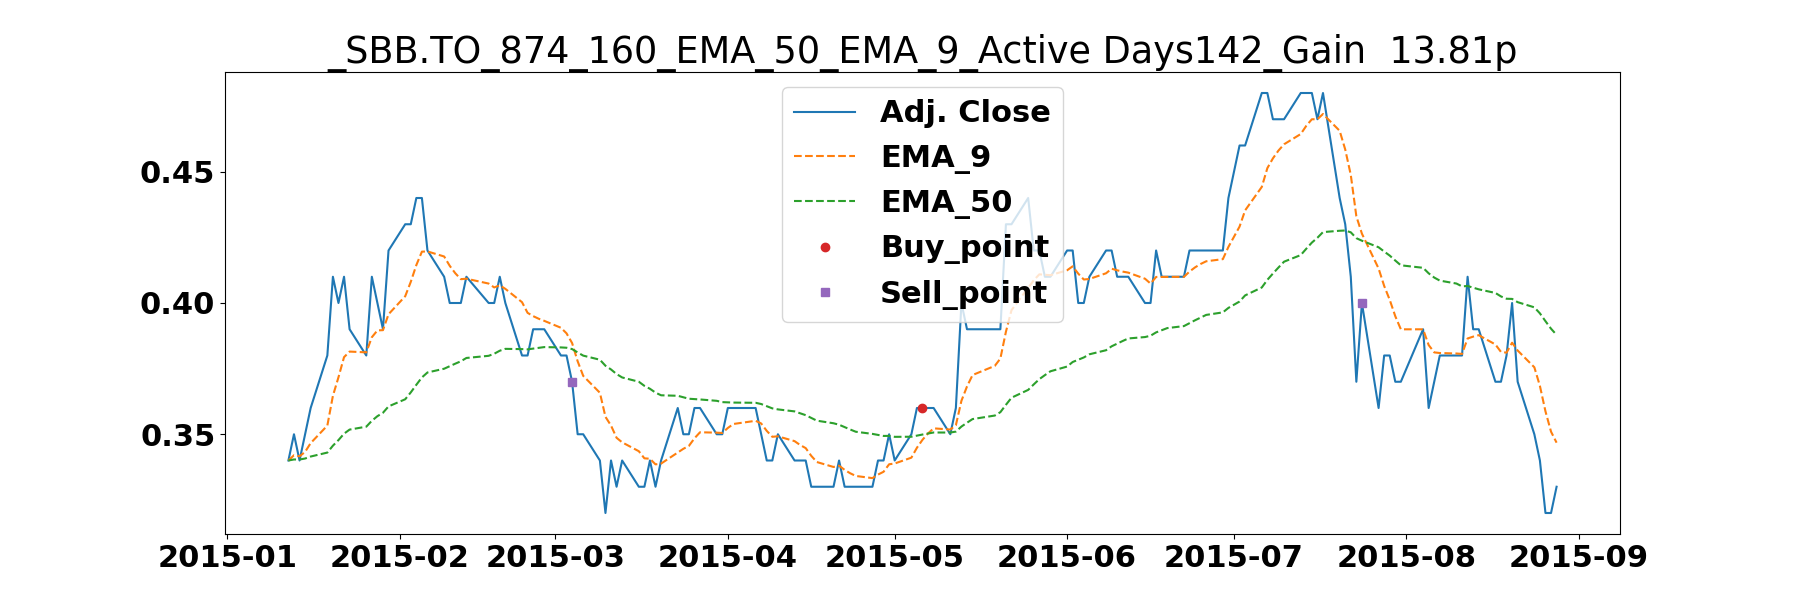 _SBB.TO_874_160_EMA_50_EMA_9_Active Days142_Gain  13.81p
Adj. Close
EMA_9
EMA_50
Buy_point
Sell_point
0.45
0.40
0.35
2015-01 2015-02 2015-03 2015-04 2015-05 2015-06 2015-07 2015-08 2015-09